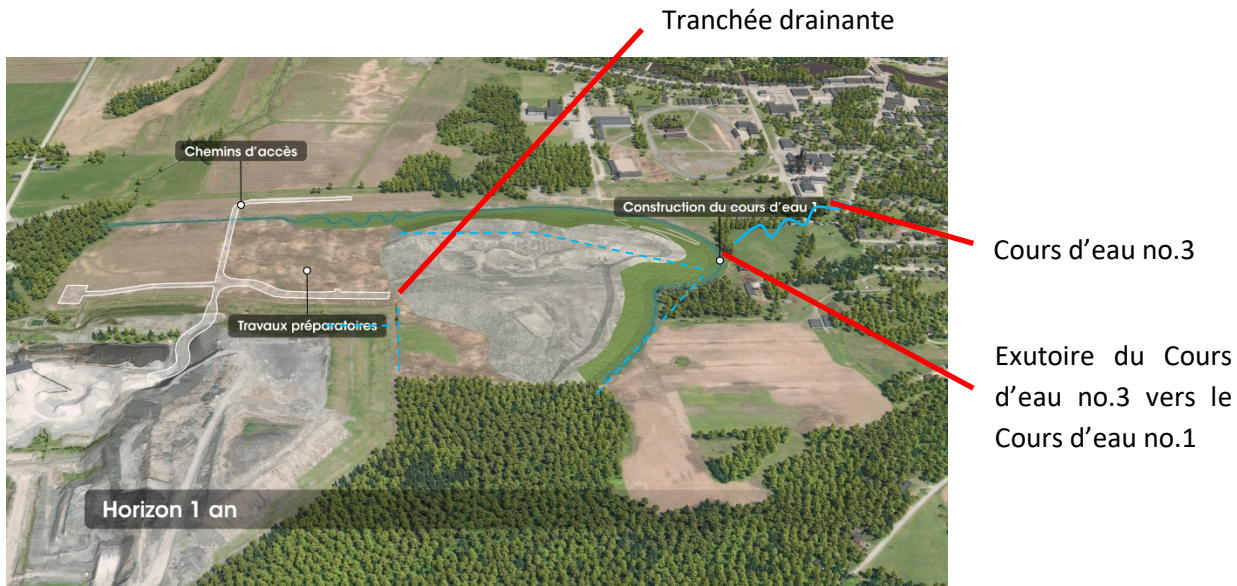 Tranchée drainante
Chemins d'accès
Construction du cours d'eau 1
Cours d'eau no.3
Travaux préparatoires
Exutoire du Cours
d'eau no.3 vers le
Cours d'eau no.1
Horizon 1 an